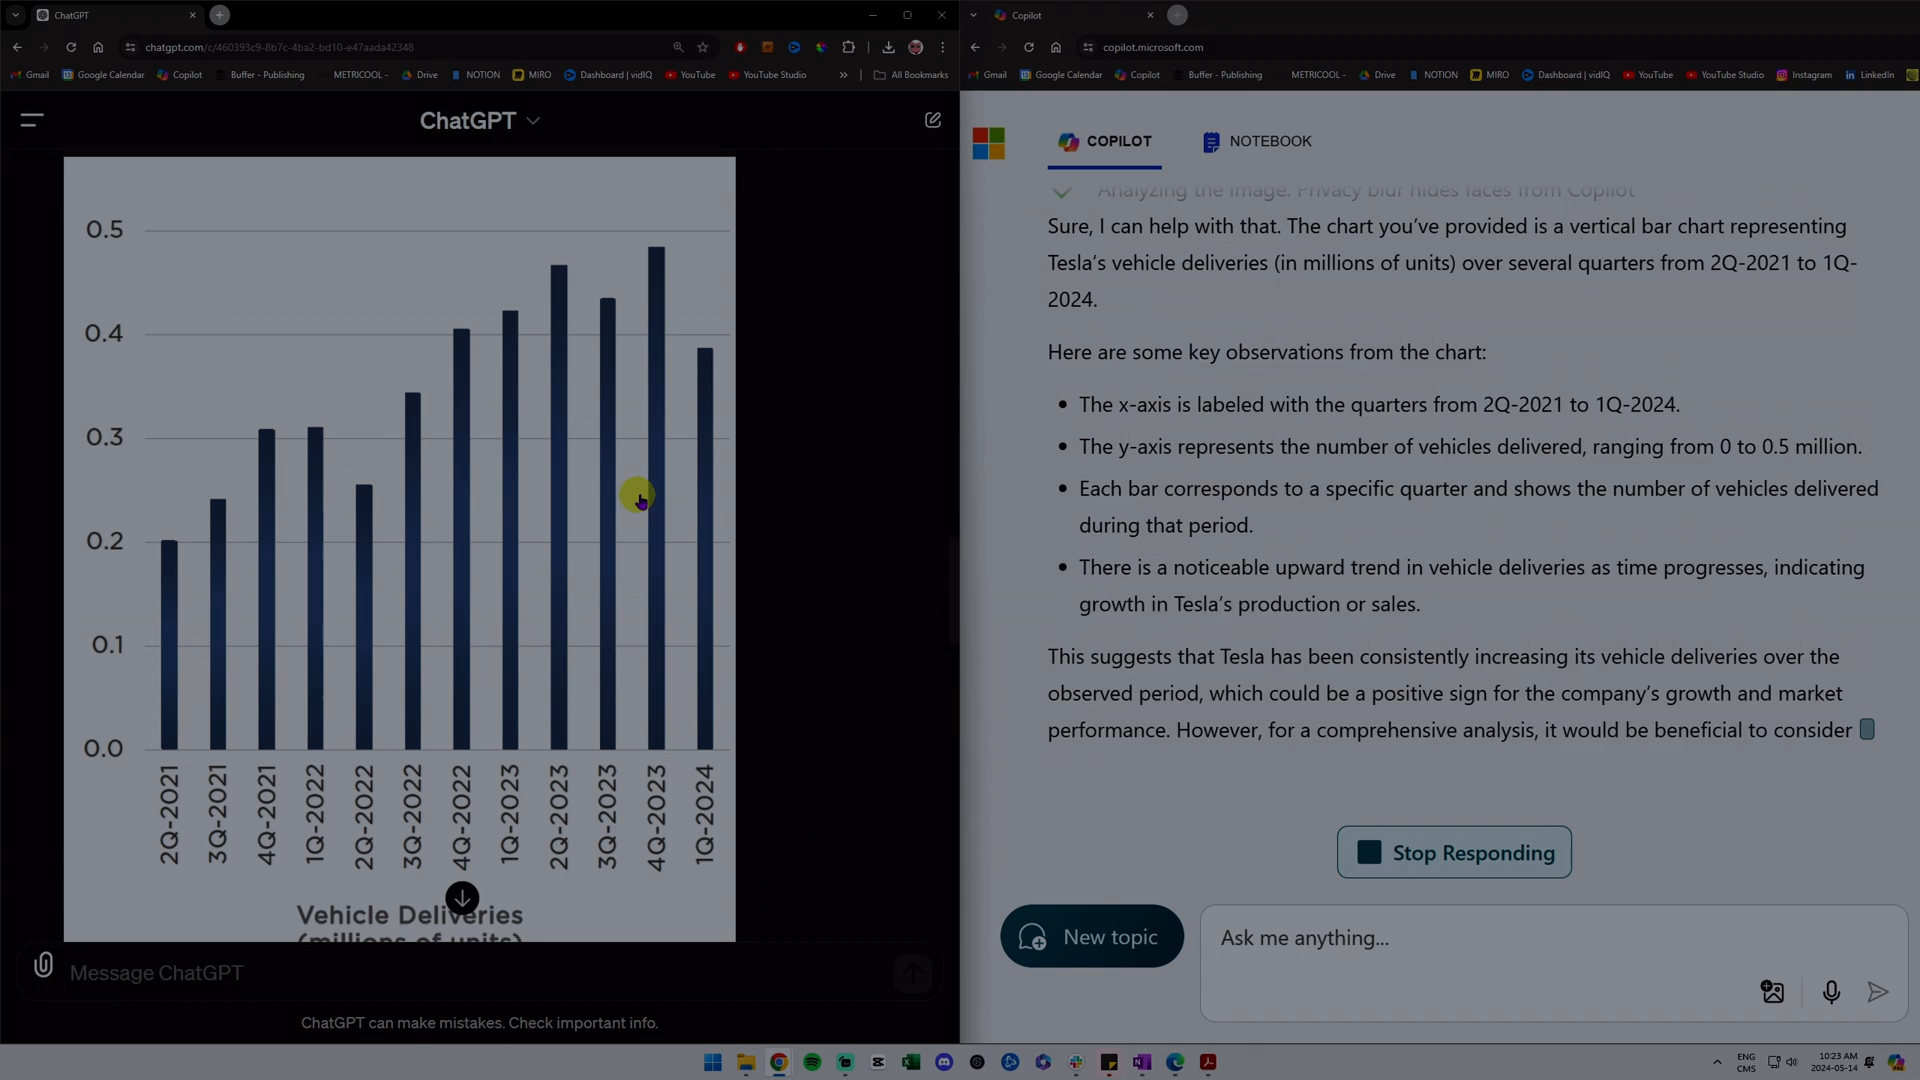 ChatGPT
chatgpt.com/c/460393c9-8b7c-4ba2-bd10-e47aada42348
Gmail
Google Calendar
Copilot
Buffer - Publishing
METRICOOL -
Drive
NOTION
MIRO
Dashboard | vidIQ
YouTube
YouTube Studio
»
All Bookmarks
ChatGPT
0.5
0.4
0.3
0.2
0.1
0.0
2Q-2021
3Q-2021
4Q-2021
1Q-2022
2Q-2022
3Q-2022
4Q-2022
1Q-2023
2Q-2023
3Q-2023
4Q-2023
1Q-2024
Vehicle Deliveries
(millions of units)
Message ChatGPT
ChatGPT can make mistakes. Check important info.
Copilot
copilot.microsoft.com
Gmail
Google Calendar
Copilot
Buffer - Publishing
METRICOOL -
Drive
NOTION
MIRO
Dashboard | vidIQ
YouTube
YouTube Studio
Instagram
LinkedIn
COPILOT
NOTEBOOK
Analyzing the image: Privacy blur hides faces from Copilot
Sure, I can help with that. The chart you’ve provided is a vertical bar chart representing
Tesla’s vehicle deliveries (in millions of units) over several quarters from 2Q-2021 to 1Q-
2024.
Here are some key observations from the chart:
• The x-axis is labeled with the quarters from 2Q-2021 to 1Q-2024.
• The y-axis represents the number of vehicles delivered, ranging from 0 to 0.5 million.
• Each bar corresponds to a specific quarter and shows the number of vehicles delivered
during that period.
• There is a noticeable upward trend in vehicle deliveries as time progresses, indicating
growth in Tesla’s production or sales.
This suggests that Tesla has been consistently increasing its vehicle deliveries over the
observed period, which could be a positive sign for the company’s growth and market
performance. However, for a comprehensive analysis, it would be beneficial to consider
Stop Responding
New topic
Ask me anything...
ENG
CMS
10:23 AM
2024-05-14